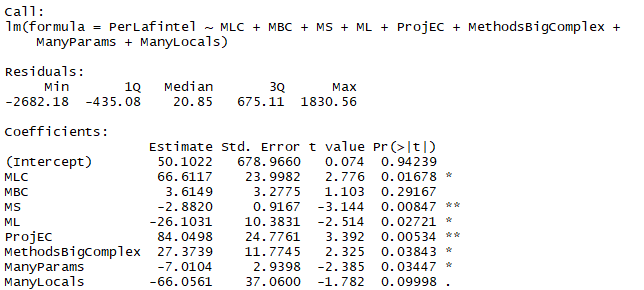 Call:
lm(formula = PerLafintel ~ MLC + MBC + MS + ML + ProjEC + MethodsBigComplex +
    ManyParams + ManyLocals)

Residuals:
     Min       1Q   Median       3Q      Max
-2682.18  -435.08    20.85   675.11  1830.56

Coefficients:
                   Estimate Std. Error t value Pr(>|t|)
(Intercept)         50.1022   678.9660   0.074  0.94239
MLC                 66.6117    23.9982   2.776  0.01678 *
MBC                  3.6149     3.2775   1.103  0.29167
MS                  -2.8820     0.9167  -3.144  0.00847 **
ML                 -26.1031    10.3831  -2.514  0.02721 *
ProjEC              84.0498    24.7761   3.392  0.00534 **
MethodsBigComplex   27.3739    11.7745   2.325  0.03843 *
ManyParams          -7.0104     2.9398  -2.385  0.03447 *
ManyLocals         -66.0561    37.0600  -1.782  0.09998 .